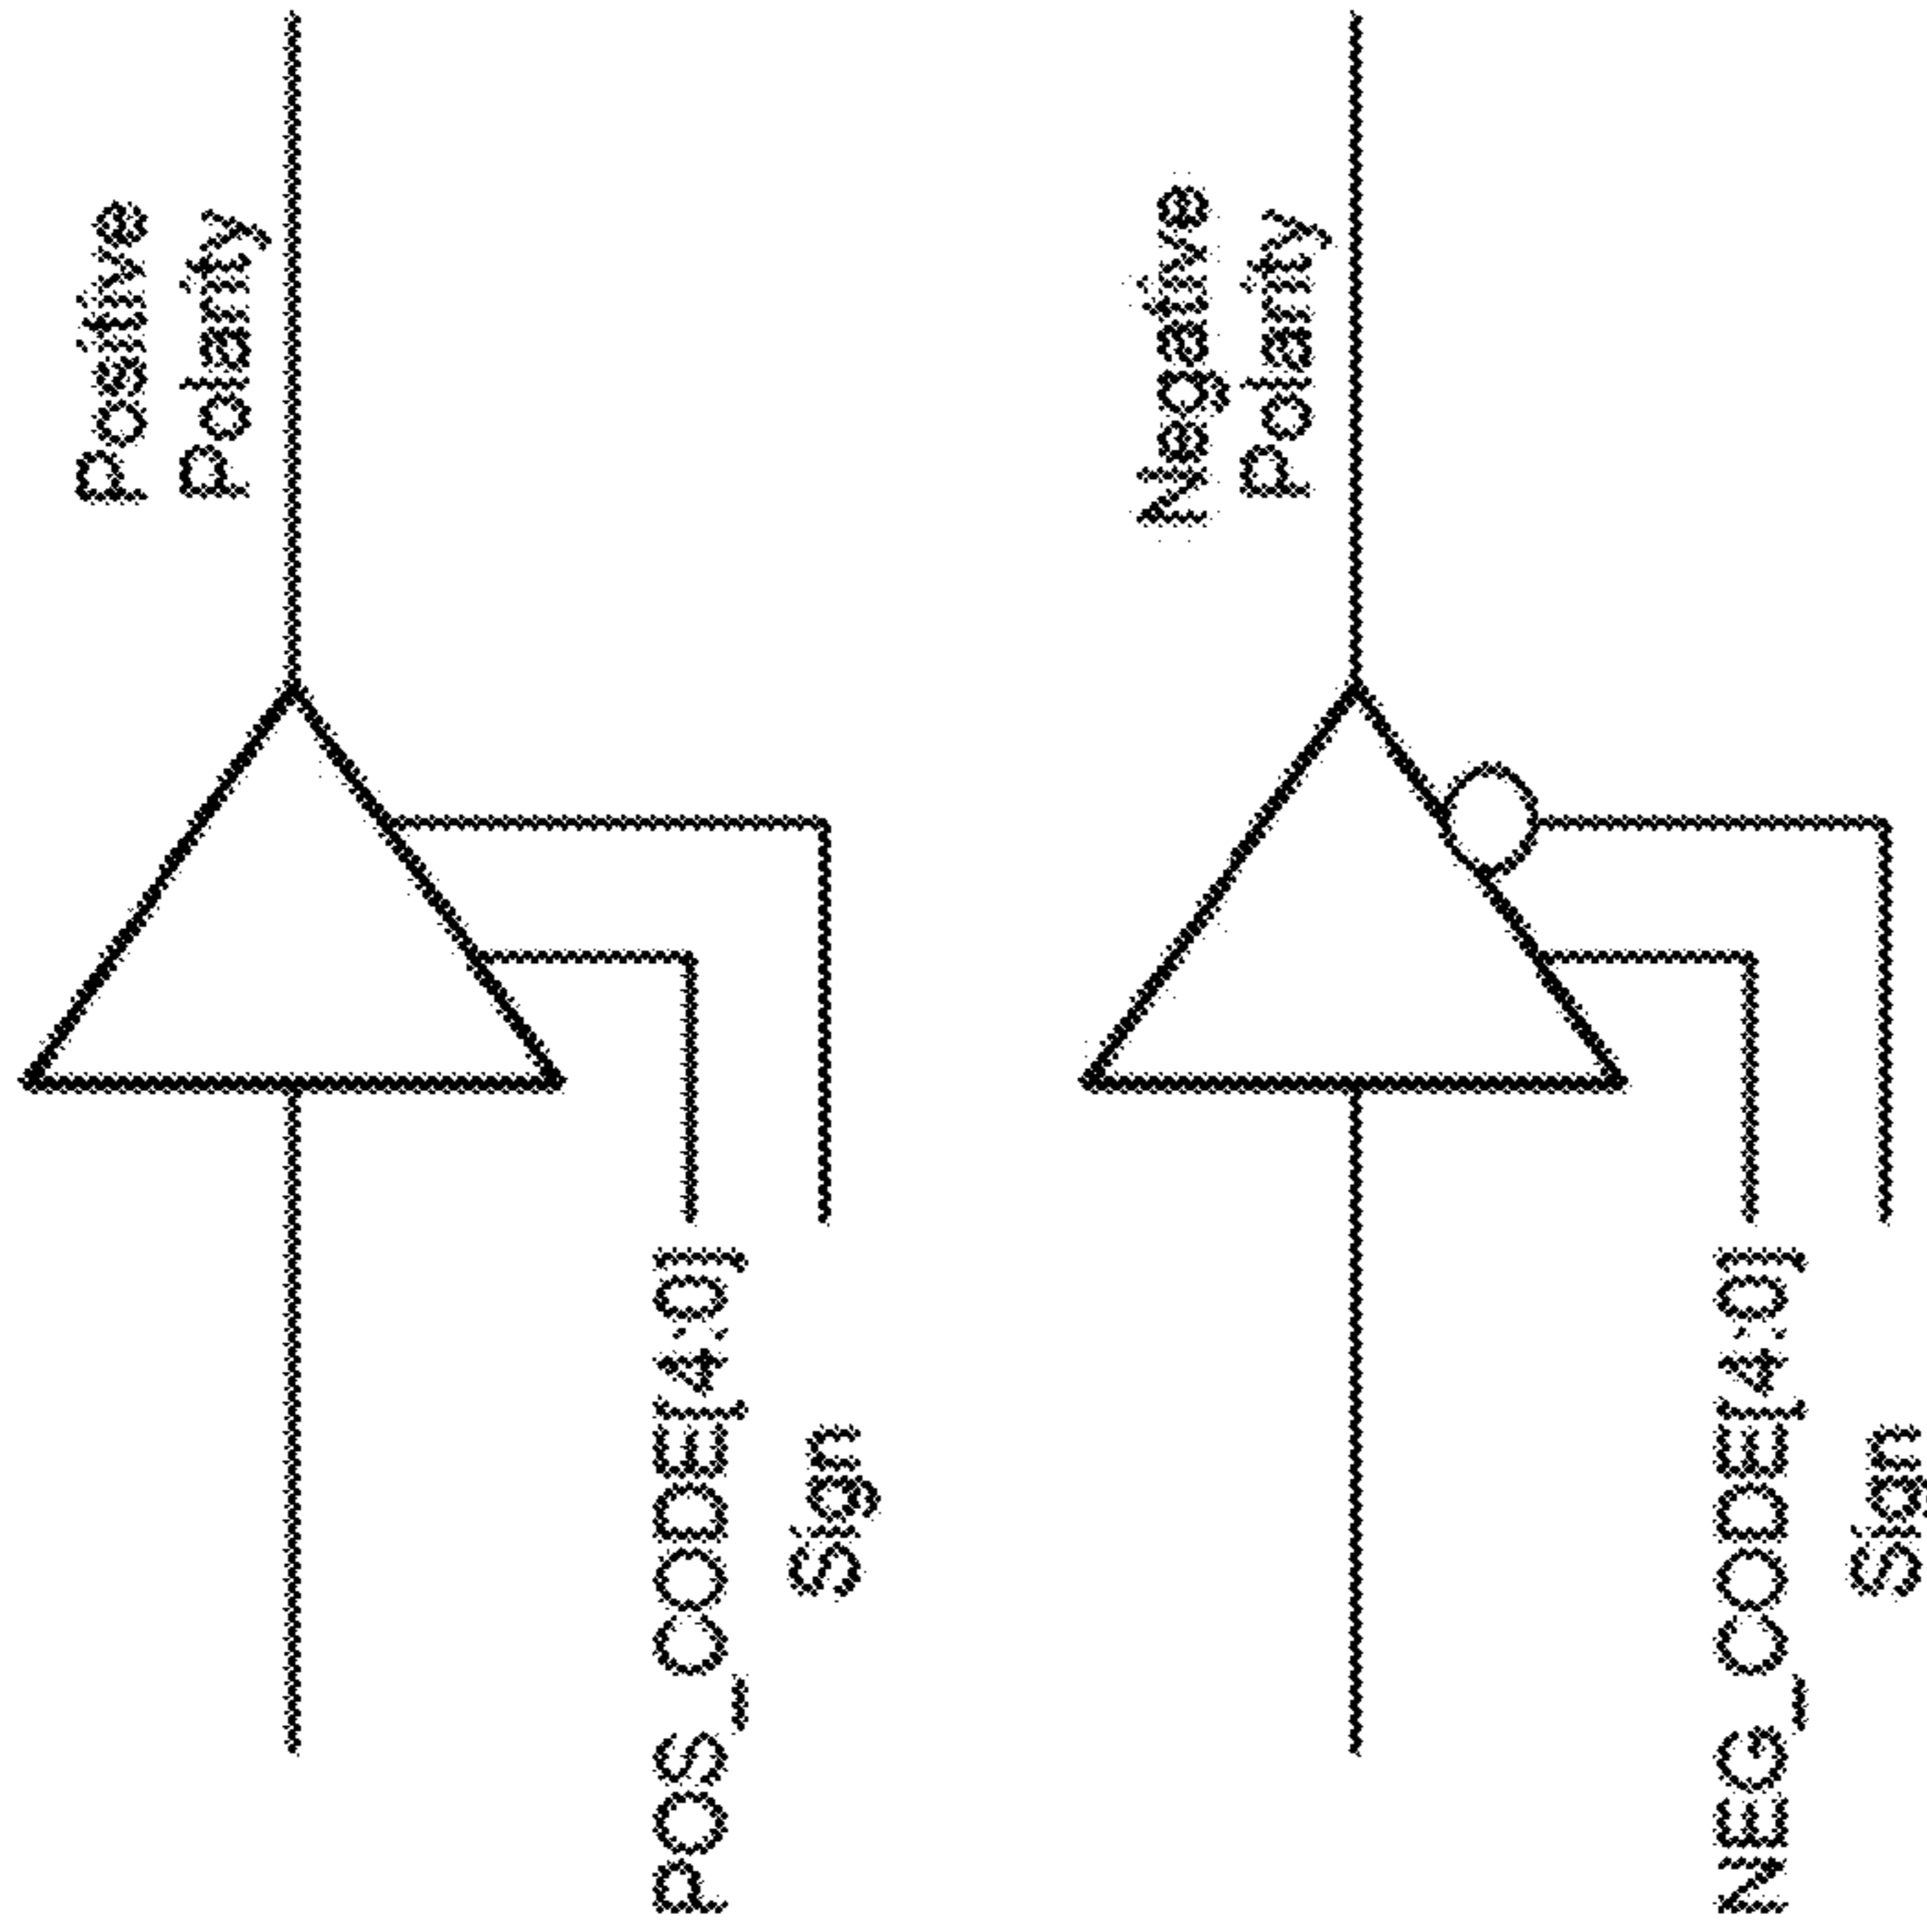 Positive
Polarity
POS_CODE[4:0]
Sign
Negative
Polarity
NEG_CODE[4:0]
Sign